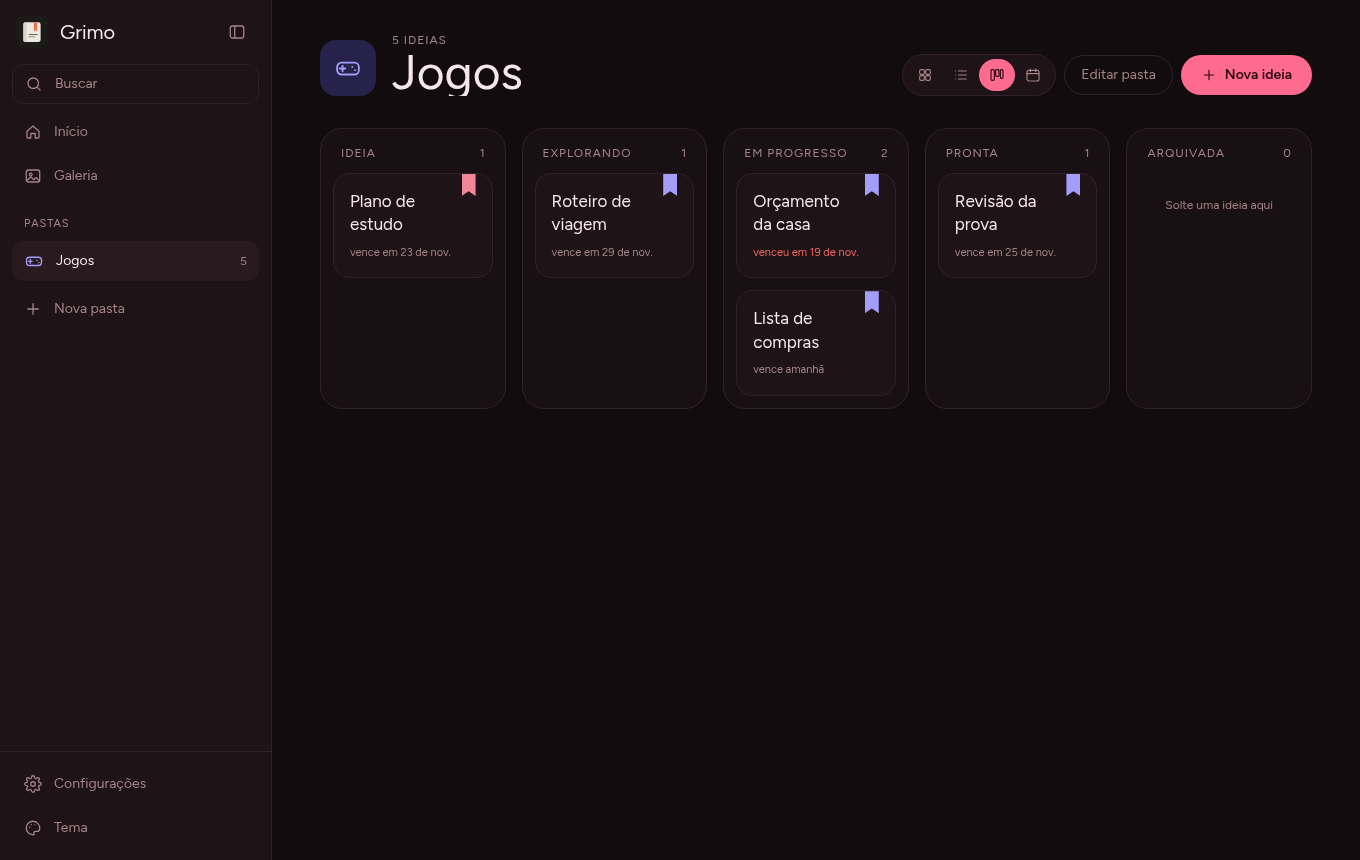 Grimo
Buscar
Início
Galeria
PASTAS
Jogos 5
Nova pasta
Configurações
Tema
5 IDEIAS
Jogos
Editar pasta
Nova ideia
IDEIA 1
Plano de
estudo
vence em 23 de nov.
EXPLORANDO 1
Roteiro de
viagem
vence em 29 de nov.
EM PROGRESSO 2
Orçamento
da casa
venceu em 19 de nov.
Lista de
compras
vence amanhã
PRONTA 1
Revisão da
prova
vence em 25 de nov.
ARQUIVADA 0
Solte uma ideia aqui